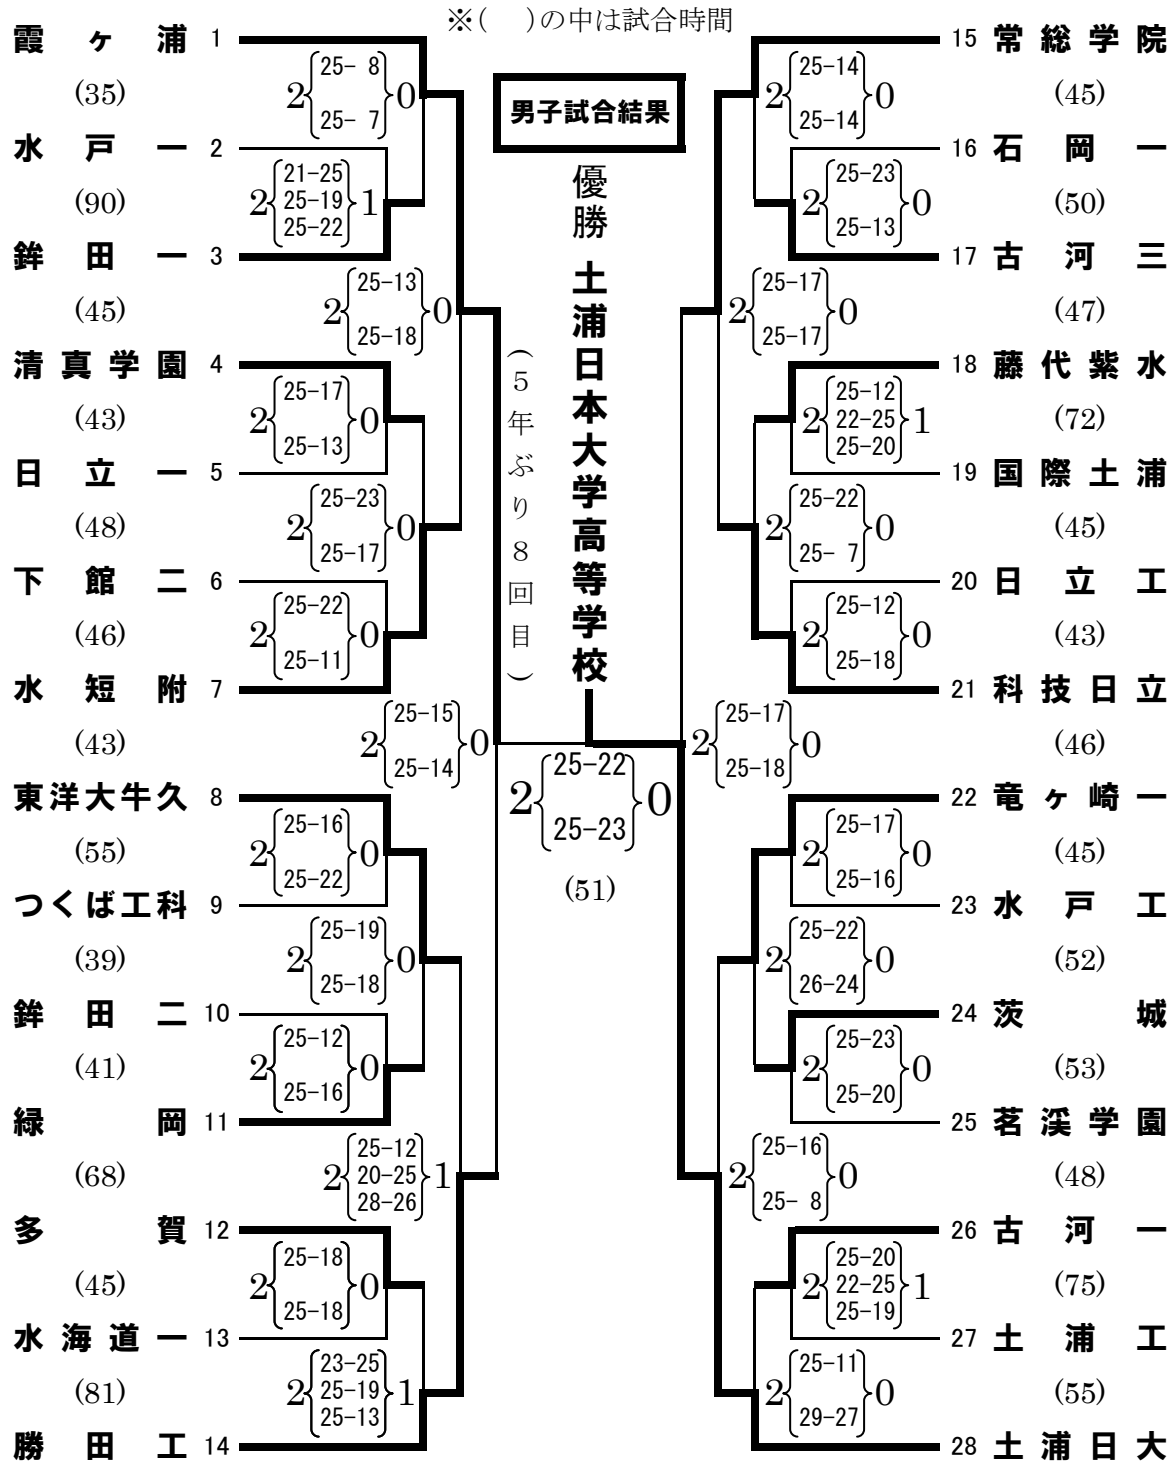 ※(　)の中は試合時間
男子試合結果
優勝 土浦日本大学高等学校
(5年ぶり8回目)
霞ヶ浦 1
2 25- 8 0
25- 7
(35)
水戸一 2
(90)
21-25
2 25-19 1
25-22
鉾田一 3
(45)
2 25-13 0
25-18
清真学園 4
(43)
2 25-17 0
25-13
日立一 5
(48)
2 25-23 0
25-17
下館二 6
(46)
2 25-22 0
25-11
水短附 7
(43)
2 25-15 0
25-14
東洋大牛久 8
(55)
2 25-16 0
25-22
つくば工科 9
(39)
2 25-19 0
25-18
鉾田二 10
(41)
2 25-12 0
25-16
緑岡 11
(68)
25-12
2 20-25 1
28-26
多賀 12
(45)
2 25-18 0
25-18
水海道一 13
(81)
23-25
2 25-19 1
25-13
勝田工 14
2 25-22 0
25-23
(51)
15 常総学院
2 25-14 0
25-14
(45)
16 石岡一
2 25-23 0
25-13
(50)
17 古河三
2 25-17 0
25-17
(47)
18 藤代紫水
25-12
2 22-25 1
25-20
(72)
19 国際土浦
2 25-22 0
25- 7
(45)
20 日立工
2 25-12 0
25-18
(43)
21 科技日立
2 25-17 0
25-18
(46)
22 竜ヶ崎一
2 25-17 0
25-16
(45)
23 水戸工
2 25-22 0
26-24
(52)
24 茨城
2 25-23 0
25-20
(53)
25 茗溪学園
2 25-16 0
25- 8
(48)
26 古河一
25-20
2 22-25 1
25-19
(75)
27 土浦工
2 25-11 0
29-27
(55)
28 土浦日大